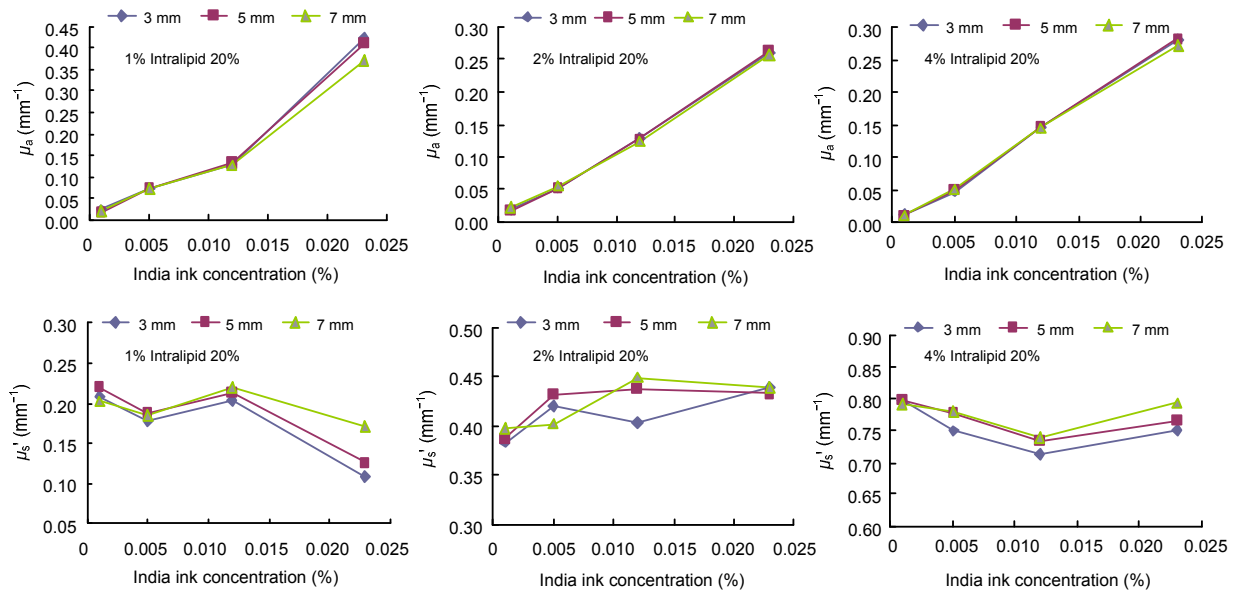 3 mm 5 mm 7 mm
1% Intralipid 20%
μa (mm−1)
0.45
0.40
0.35
0.30
0.25
0.20
0.15
0.10
0.05
0.00
0 0.005 0.010 0.015 0.020 0.025
India ink concentration (%)
3 mm 5 mm 7 mm
2% Intralipid 20%
μa (mm−1)
0.30
0.25
0.20
0.15
0.10
0.05
0.00
0 0.005 0.010 0.015 0.020 0.025
India ink concentration (%)
3 mm 5 mm 7 mm
4% Intralipid 20%
μa (mm−1)
0.30
0.25
0.20
0.15
0.10
0.05
0.00
0 0.005 0.010 0.015 0.020 0.025
India ink concentration (%)
3 mm 5 mm 7 mm
1% Intralipid 20%
μs' (mm−1)
0.30
0.25
0.20
0.15
0.10
0.05
0 0.005 0.010 0.015 0.020 0.025
India ink concentration (%)
3 mm 5 mm 7 mm
2% Intralipid 20%
μs' (mm−1)
0.50
0.45
0.40
0.35
0.30
0 0.005 0.010 0.015 0.020 0.025
India ink concentration (%)
3 mm 5 mm 7 mm
4% Intralipid 20%
μs' (mm−1)
0.90
0.85
0.80
0.75
0.70
0.65
0.60
0 0.005 0.010 0.015 0.020 0.025
India ink concentration (%)